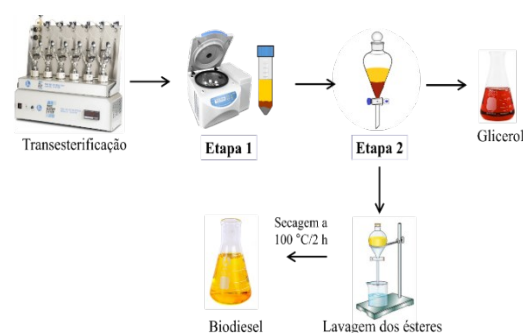 Transesterificação
Etapa 1
Etapa 2
Glicerol
Secagem a
100 °C/2 h
Biodiesel
Lavagem dos ésteres